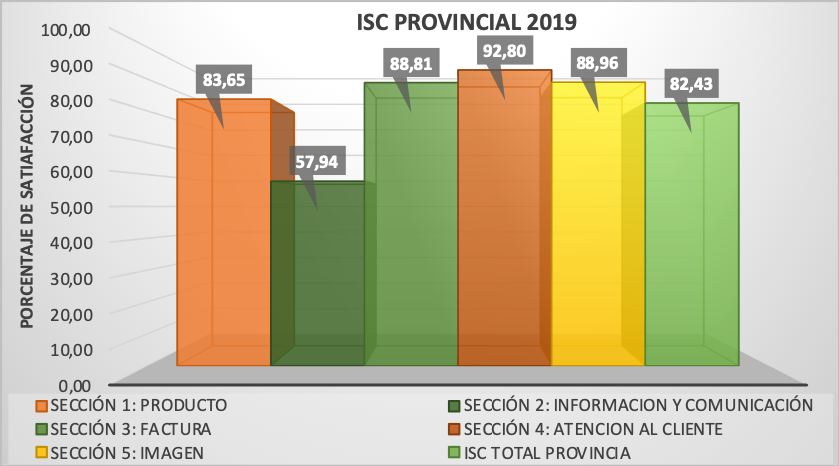 ISC PROVINCIAL 2019
PORCENTAJE DE SATIAFACCIÓN
100,00
90,00
80,00
70,00
60,00
50,00
40,00
30,00
20,00
10,00
0,00
83,65
57,94
88,81
92,80
88,96
82,43
SECCIÓN 1: PRODUCTO
SECCIÓN 2: INFORMACION Y COMUNICACIÓN
SECCIÓN 3: FACTURA
SECCIÓN 4: ATENCION AL CLIENTE
SECCIÓN 5: IMAGEN
ISC TOTAL PROVINCIA